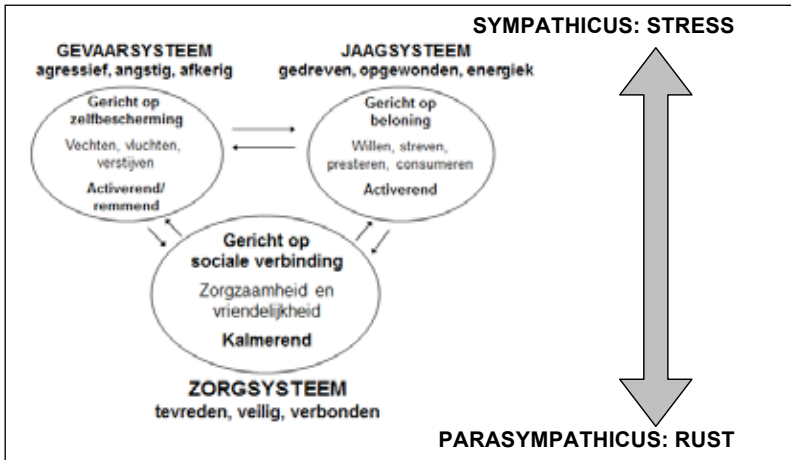 SYMPATHICUS: STRESS
GEVAARSYSTEEM
agressief, angstig, afkerig
JAAGSYSTEEM
gedreven, opgewonden, energiek
Gericht op
zelfbescherming
Vechten, vluchten,
verstijven
Activerend/
remmend
Gericht op
beloning
Willen, streven,
presteren, consumeren
Activerend
Gericht op
sociale verbinding
Zorgzaamheid en
vriendelijkheid
Kalmerend
ZORGSYSTEEM
tevreden, veilig, verbonden
PARASYMPATHICUS: RUST